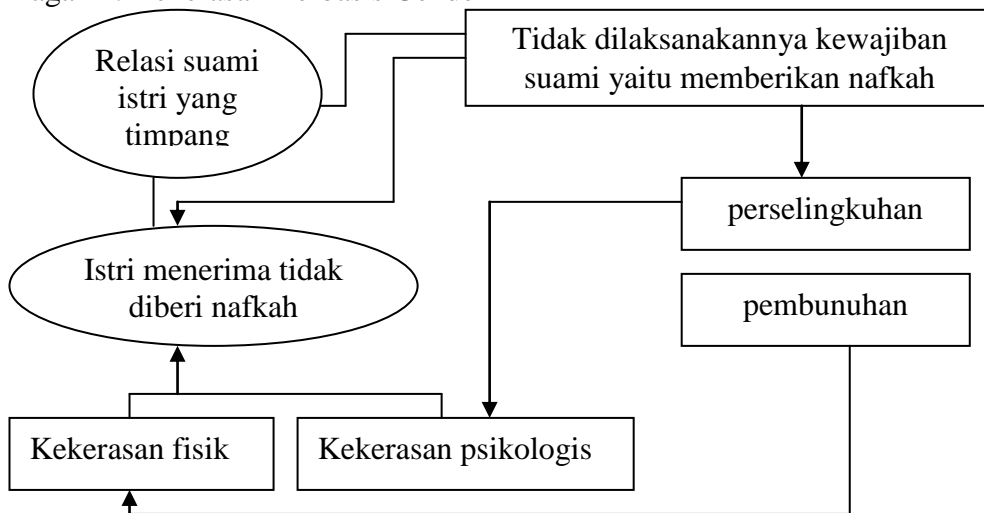 Relasi suami
istri yang
timpang
Tidak dilaksanakannya kewajiban
suami yaitu memberikan nafkah
perselingkuhan
Istri menerima tidak
diberi nafkah
pembunuhan
Kekerasan fisik
Kekerasan psikologis